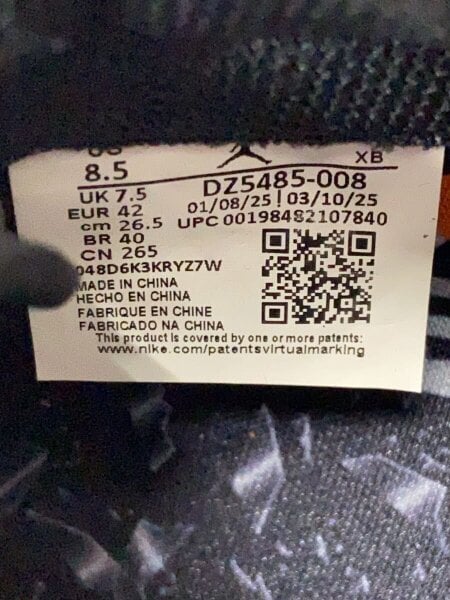 US 8.5
XB
UK 7.5
DZ5485-008
EUR 42
01/08/25 | 03/10/25
cm 26.5
UPC 00198482107840
BR 40
CN 265
048D6K3KRYZ7W
MADE IN CHINA
HECHO EN CHINA
FABRIQUE EN CHINE
FABRICADO NA CHINA
This product is covered by one or more patents:
www.nike.com/patentsvirtualmarking